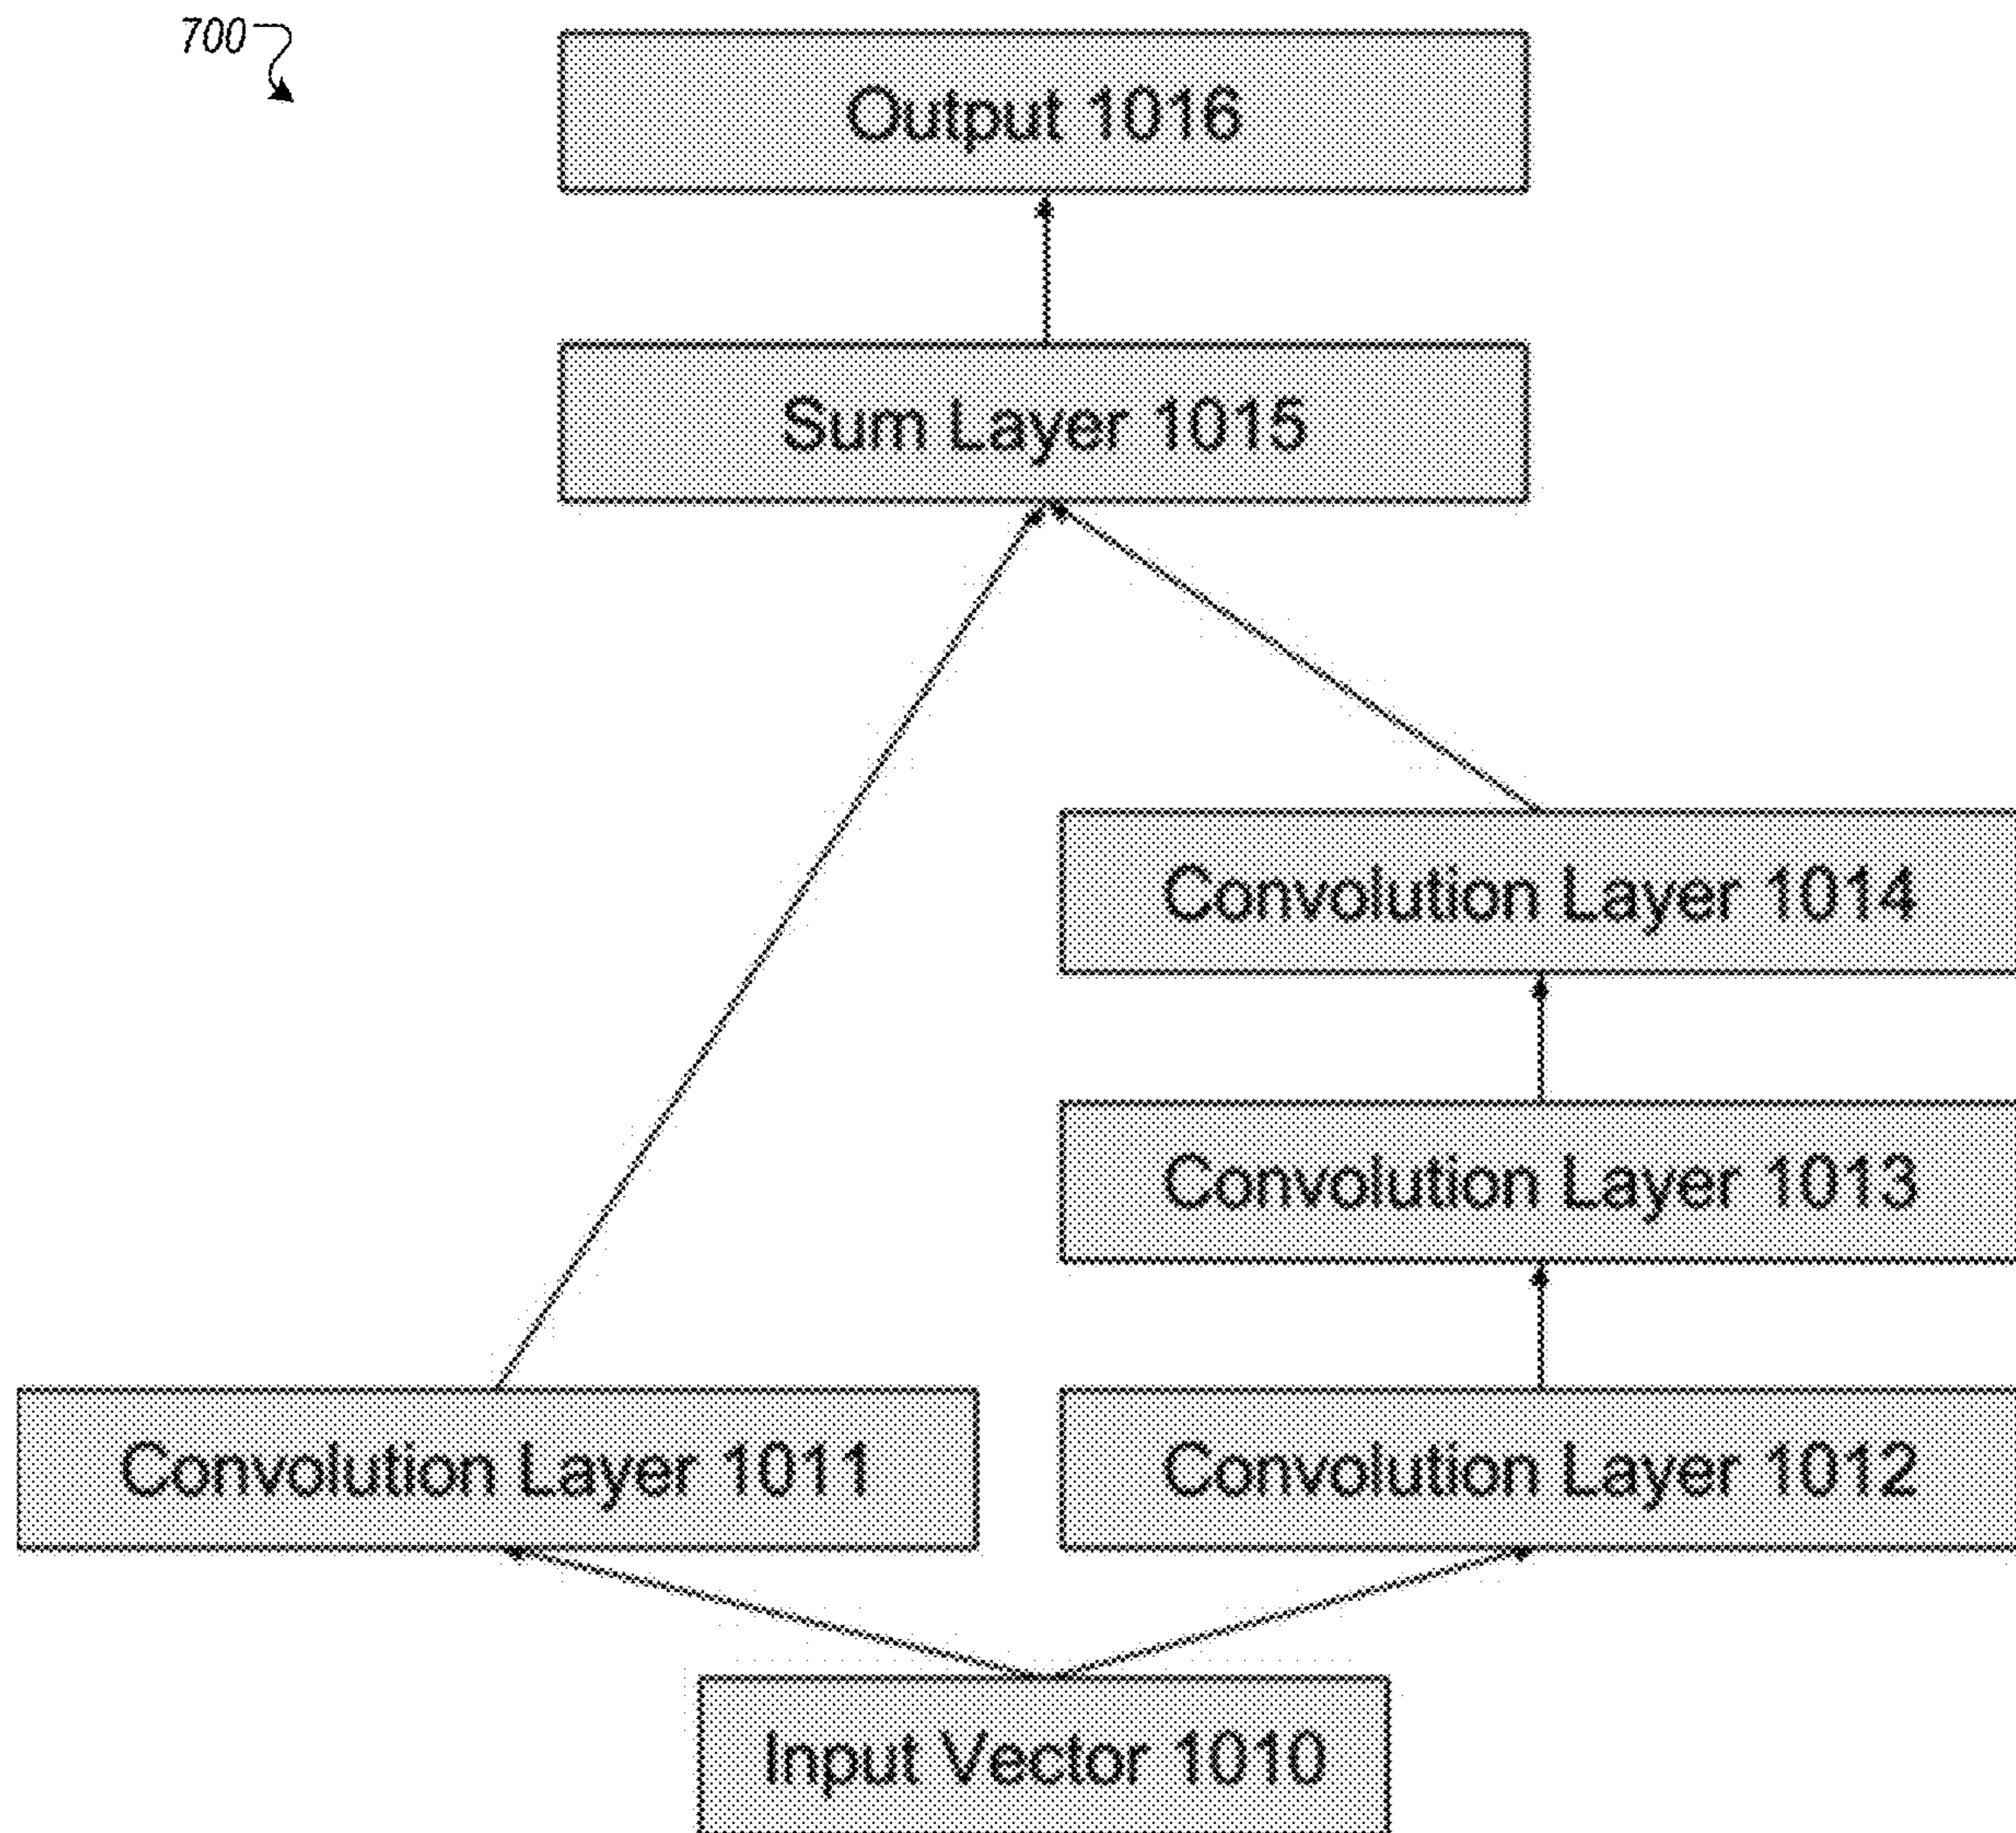 700
Output 1016
Sum Layer 1015
Convolution Layer 1014
Convolution Layer 1013
Convolution Layer 1011
Convolution Layer 1012
Input Vector 1010